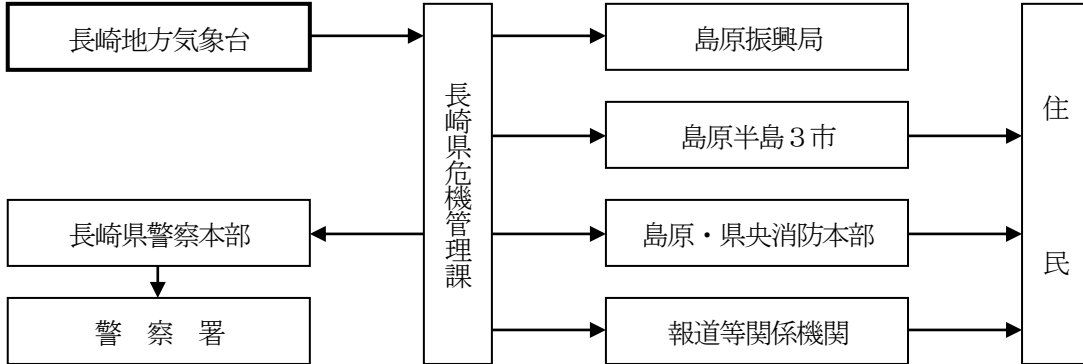 長崎地方気象台
長崎県危機管理課
島原振興局
島原半島３市
島原・県央消防本部
報道等関係機関
住民
長崎県警察本部
警察署